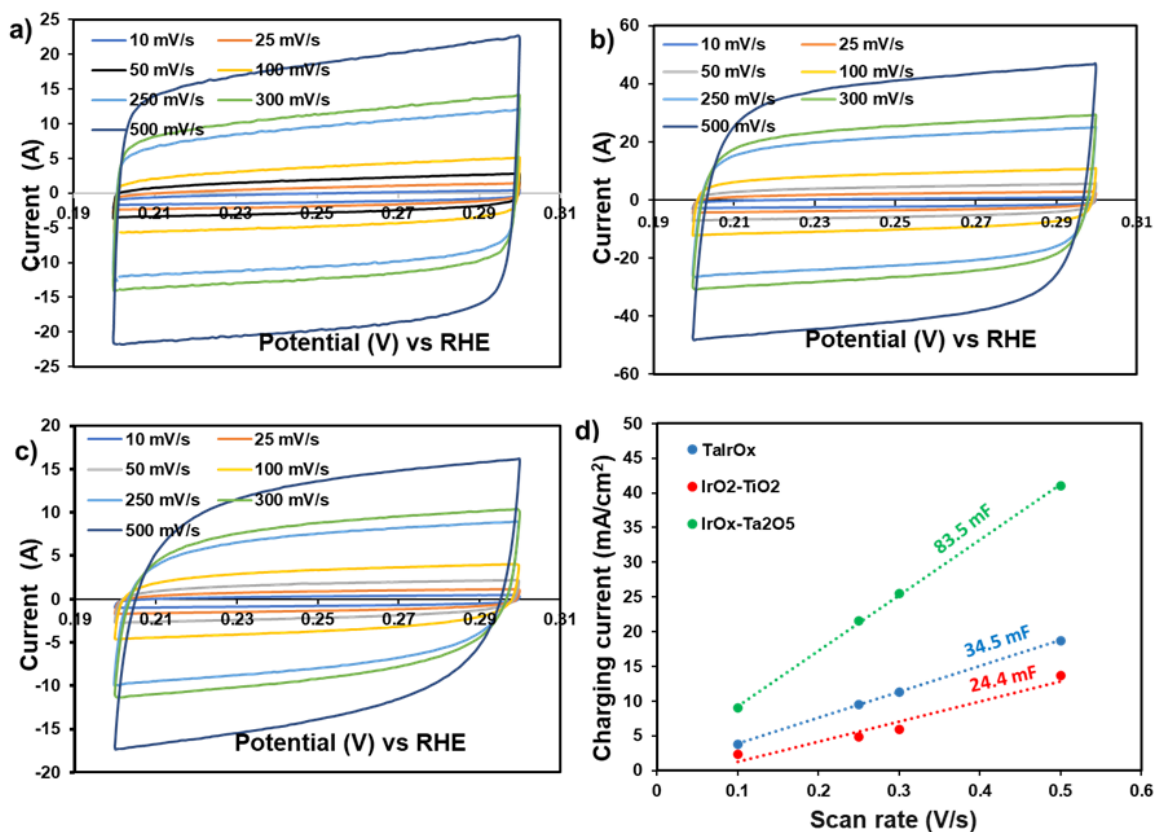 a)
10 mV/s 25 mV/s
50 mV/s 100 mV/s
250 mV/s 300 mV/s
500 mV/s
25
20
15
10
5
0
-5
-10
-15
-20
-25
0.19 0.21 0.23 0.25 0.27 0.29 0.31
Current (A)
Potential (V) vs RHE
b)
10 mV/s 25 mV/s
50 mV/s 100 mV/s
250 mV/s 300 mV/s
500 mV/s
60
40
20
0
-20
-40
-60
0.19 0.21 0.23 0.25 0.27 0.29 0.31
Current (A)
Potential (V) vs RHE
c)
10 mV/s 25 mV/s
50 mV/s 100 mV/s
250 mV/s 300 mV/s
500 mV/s
20
15
10
5
0
-5
-10
-15
-20
0.19 0.21 0.23 0.25 0.27 0.29 0.31
Current (A)
Potential (V) vs RHE
d)
TaIrOx
IrO2-TiO2
IrOx-Ta2O5
83.5 mF
34.5 mF
24.4 mF
50
45
40
35
30
25
20
15
10
5
0
0 0.1 0.2 0.3 0.4 0.5 0.6
Charging current (mA/cm²)
Scan rate (V/s)